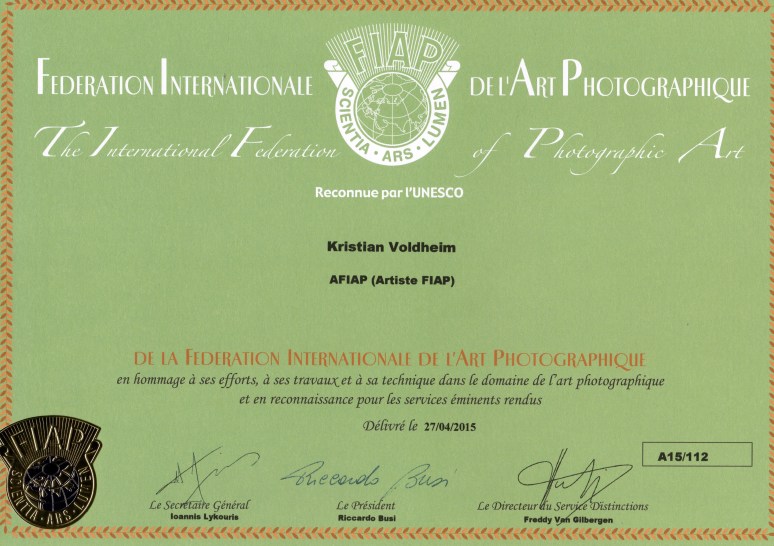 FIAP
SCIENTIA • ARS • LUMEN
FEDERATION INTERNATIONALE DE L'ART PHOTOGRAPHIQUE
The International Federation of Photographic Art
Reconnue par l'UNESCO
Kristian Voldheim
AFIAP (Artiste FIAP)
DE LA FEDERATION INTERNATIONALE DE L'ART PHOTOGRAPHIQUE
en hommage à ses efforts, à ses travaux et à sa technique dans le domaine de l'art photographique
et en reconnaissance pour les services éminents rendus
Délivré le 27/04/2015
A15/112
FIAP
SCIENTIA • ARS • LUMEN
Riccardo Busi
Le Secrétaire Général
Ioannis Lykouris
Le Président
Riccardo Busi
Le Directeur du Service Distinctions
Freddy Van Gilbergen